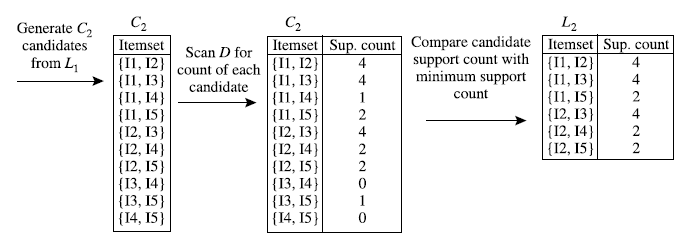 Generate C2
candidates
from L1
C2
Itemset
{I1, I2}
{I1, I3}
{I1, I4}
{I1, I5}
{I2, I3}
{I2, I4}
{I2, I5}
{I3, I4}
{I3, I5}
{I4, I5}
Scan D for
count of each
candidate
C2
Itemset Sup. count
{I1, I2} 4
{I1, I3} 4
{I1, I4} 1
{I1, I5} 2
{I2, I3} 4
{I2, I4} 2
{I2, I5} 2
{I3, I4} 0
{I3, I5} 1
{I4, I5} 0
Compare candidate
support count with
minimum support
count
L2
Itemset Sup. count
{I1, I2} 4
{I1, I3} 4
{I1, I5} 2
{I2, I3} 4
{I2, I4} 2
{I2, I5} 2